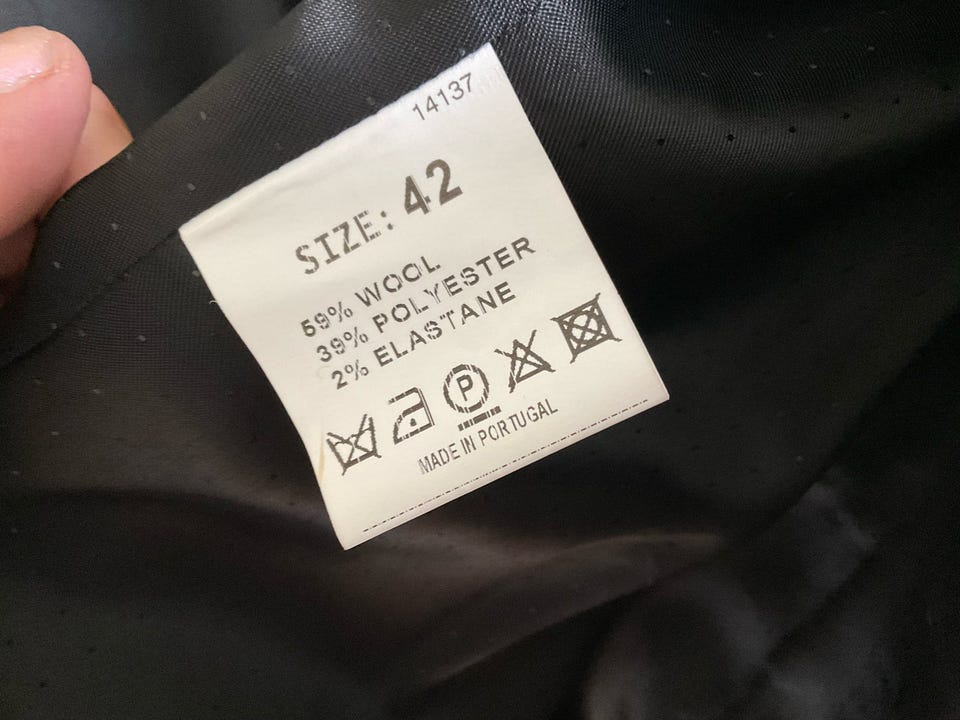 14137
SIZE: 42
59% WOOL
39% POLYESTER
2% ELASTANE
P
MADE IN PORTUGAL